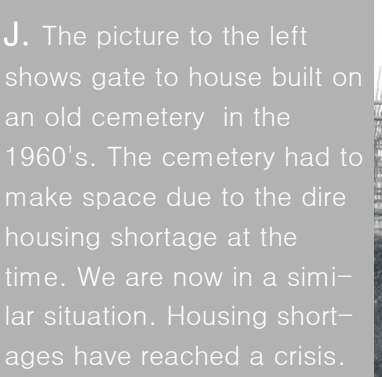 J. The picture to the left
shows gate to house built on
an old cemetery in the
1960's. The cemetery had to
make space due to the dire
housing shortage at the
time. We are now in a simi-
lar situation. Housing short-
ages have reached a crisis.